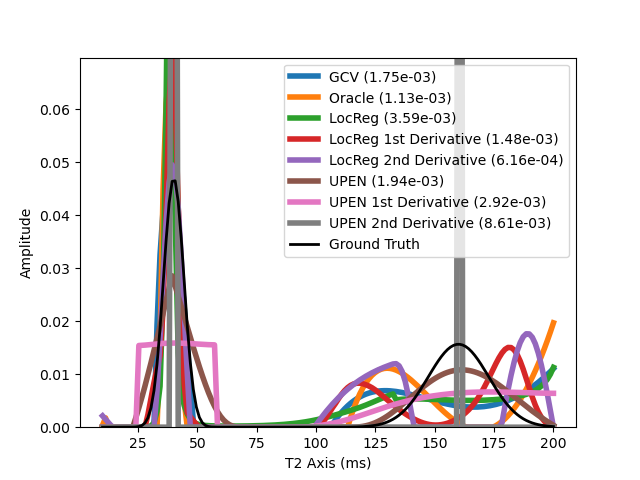 GCV (1.75e-03)
Oracle (1.13e-03)
LocReg (3.59e-03)
LocReg 1st Derivative (1.48e-03)
LocReg 2nd Derivative (6.16e-04)
UPEN (1.94e-03)
UPEN 1st Derivative (2.92e-03)
UPEN 2nd Derivative (8.61e-03)
Ground Truth
Amplitude
0.06
0.05
0.04
0.03
0.02
0.01
0.00
25 50 75 100 125 150 175 200
T2 Axis (ms)